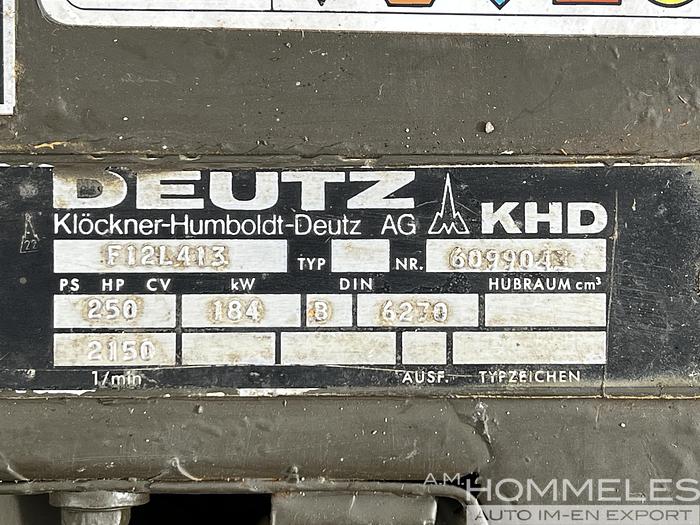 DEUTZ
Klöckner-Humboldt-Deutz AG KHD
F12L413 TYP NR.
PS HP CV kW DIN HUBRAUM cm³
250 184 B 6270
2150
1/min AUSF. TYPZEICHEN
AM HOMMELES
AUTO IM-EN EXPORT